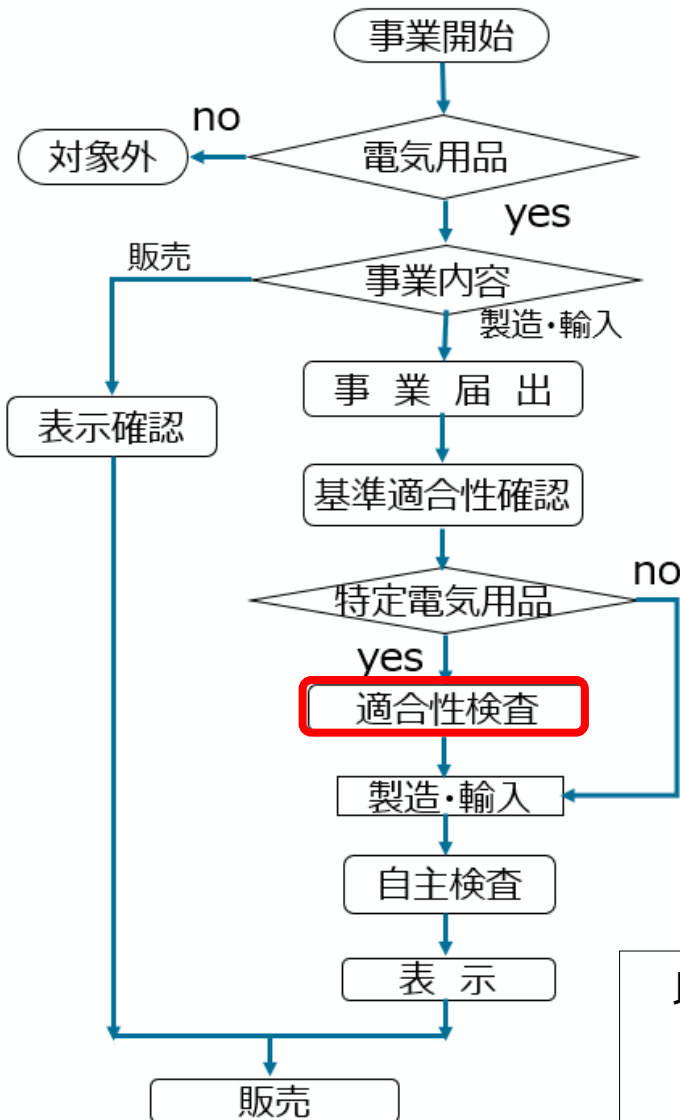 事業開始
no
対象外
電気用品
yes
販売
事業内容
製造・輸入
事 業 届 出
表示確認
基準適合性確認
no
特定電気用品
yes
適合性検査
製造・輸入
自主検査
表 示
販売